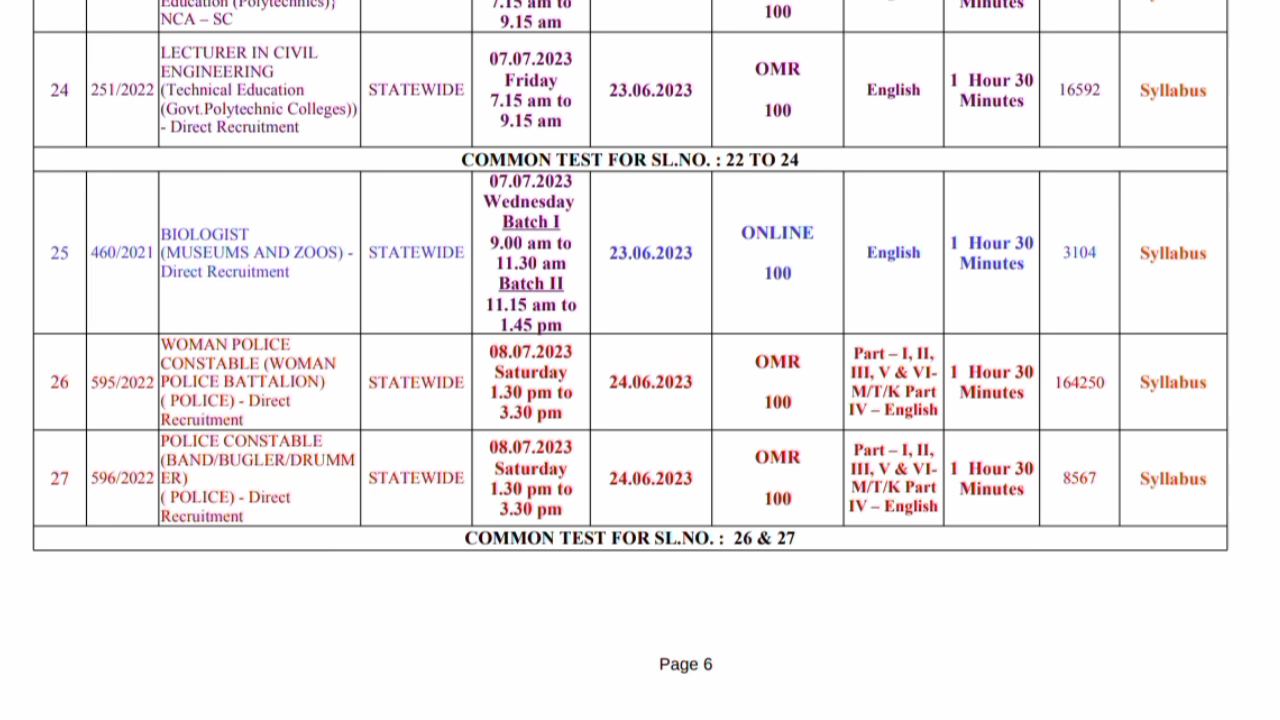 Education (Polytechnics);
NCA – SC
7.15 am to
9.15 am
100
Minutes
24
251/2022
LECTURER IN CIVIL
ENGINEERING
(Technical Education
(Govt.Polytechnic Colleges))
- Direct Recruitment
STATEWIDE
07.07.2023
Friday
7.15 am to
9.15 am
23.06.2023
OMR
100
English
1 Hour 30
Minutes
16592
Syllabus
COMMON TEST FOR SL.NO. : 22 TO 24
25
460/2021
BIOLOGIST
(MUSEUMS AND ZOOS) -
Direct Recruitment
STATEWIDE
07.07.2023
Wednesday
Batch I
9.00 am to
11.30 am
Batch II
11.15 am to
1.45 pm
23.06.2023
ONLINE
100
English
1 Hour 30
Minutes
3104
Syllabus
26
595/2022
WOMAN POLICE
CONSTABLE (WOMAN
POLICE BATTALION)
( POLICE) - Direct
Recruitment
STATEWIDE
08.07.2023
Saturday
1.30 pm to
3.30 pm
24.06.2023
OMR
100
Part – I, II,
III, V & VI-
M/T/K Part
IV – English
1 Hour 30
Minutes
164250
Syllabus
27
596/2022
POLICE CONSTABLE
(BAND/BUGLER/DRUMM
ER)
( POLICE) - Direct
Recruitment
STATEWIDE
08.07.2023
Saturday
1.30 pm to
3.30 pm
24.06.2023
OMR
100
Part – I, II,
III, V & VI-
M/T/K Part
IV – English
1 Hour 30
Minutes
8567
Syllabus
COMMON TEST FOR SL.NO. : 26 & 27
Page 6